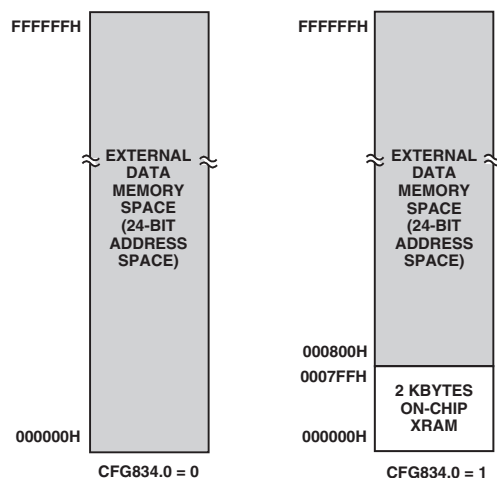 FFFFFFH
EXTERNAL
DATA
MEMORY
SPACE
(24-BIT
ADDRESS
SPACE)
000000H
CFG834.0 = 0
FFFFFFH
EXTERNAL
DATA
MEMORY
SPACE
(24-BIT
ADDRESS
SPACE)
000800H
0007FFH
2 KBYTES
ON-CHIP
XRAM
000000H
CFG834.0 = 1